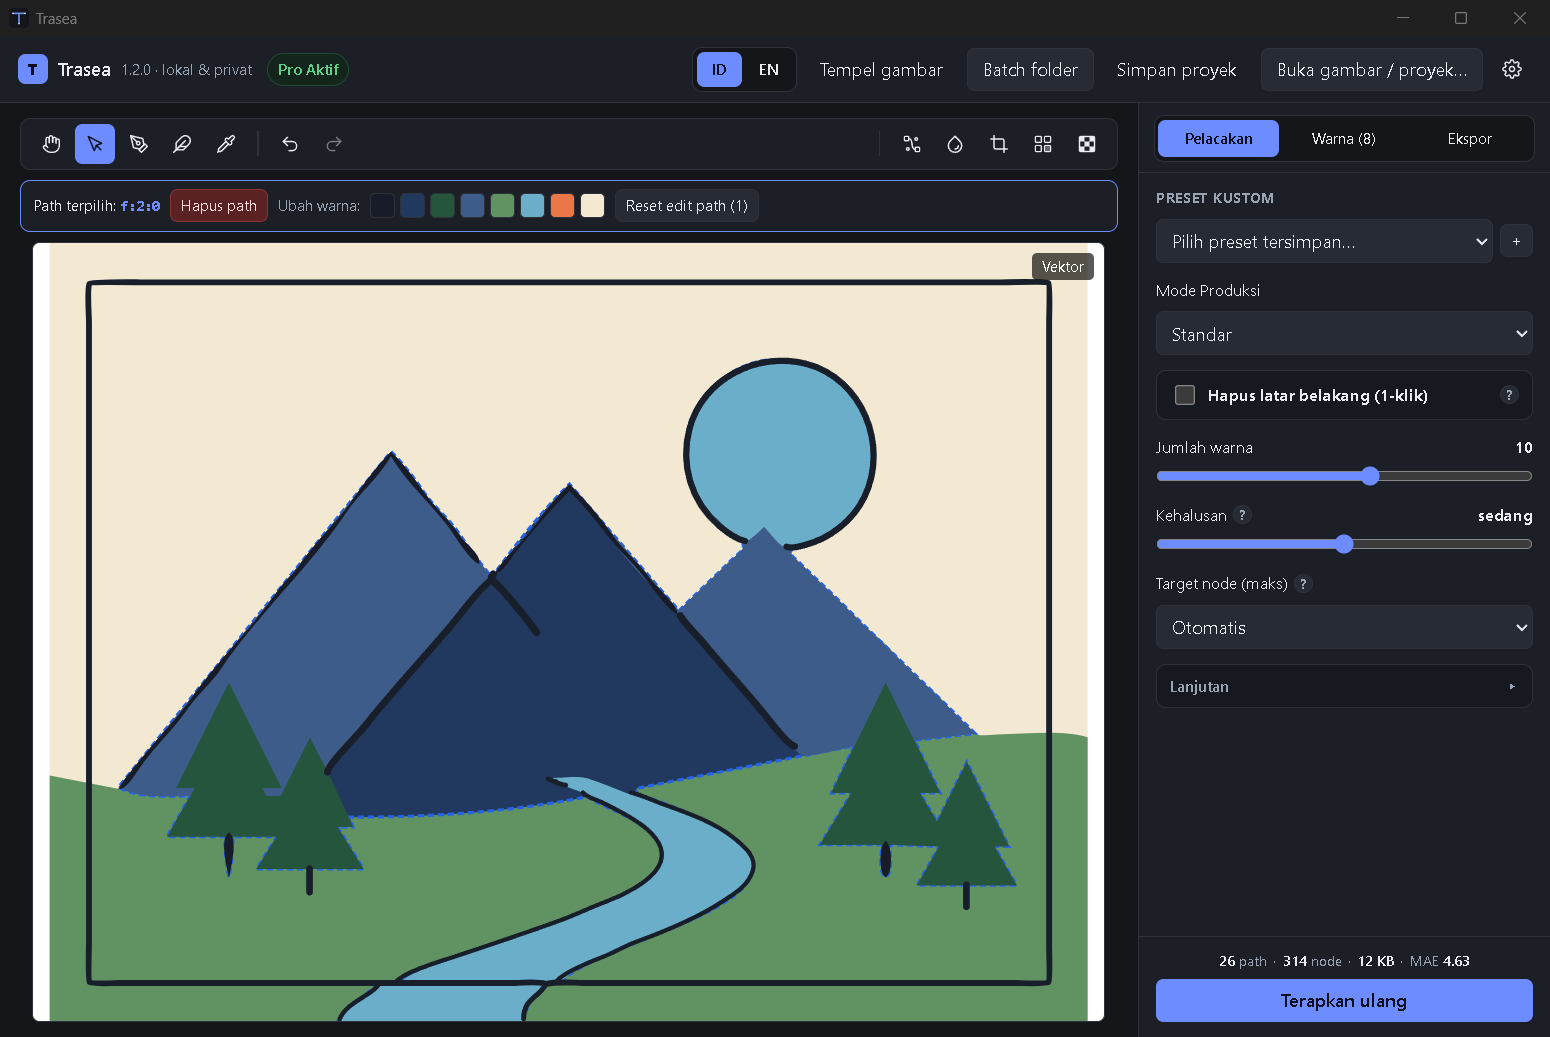 T Trasea
T Trasea 1.2.0 · lokal & privat Pro Aktif ID EN Tempel gambar Batch folder Simpan proyek Buka gambar / proyek...
Path terpilih: f:2:0 Hapus path Ubah warna: Reset edit path (1)
Vektor
Pelacakan Warna (8) Ekspor
PRESET KUSTOM
Pilih preset tersimpan... +
Mode Produksi
Standar
Hapus latar belakang (1-klik) ?
Jumlah warna 10
Kehalusan ? sedang
Target node (maks) ?
Otomatis
Lanjutan
26 path · 314 node · 12 KB · MAE 4.63
Terapkan ulang